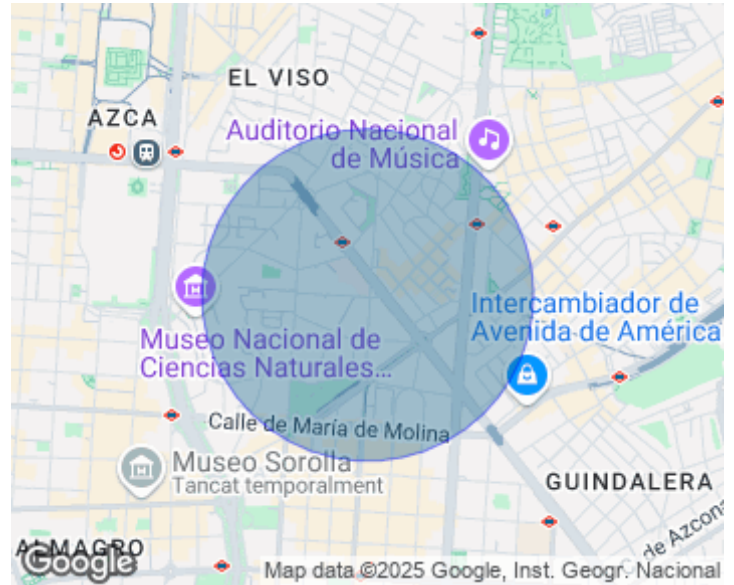 EL VISO
AZCA
Auditorio Nacional
de Música
Intercambiador de
Avenida de América
Museo Nacional de
Ciencias Naturales...
Calle de María de Molina
Museo Sorolla
Tancat temporalment
GUINDALERA
de Azcona
ALMAGRO
Google
Map data ©2025 Google, Inst. Geogr. Nacional